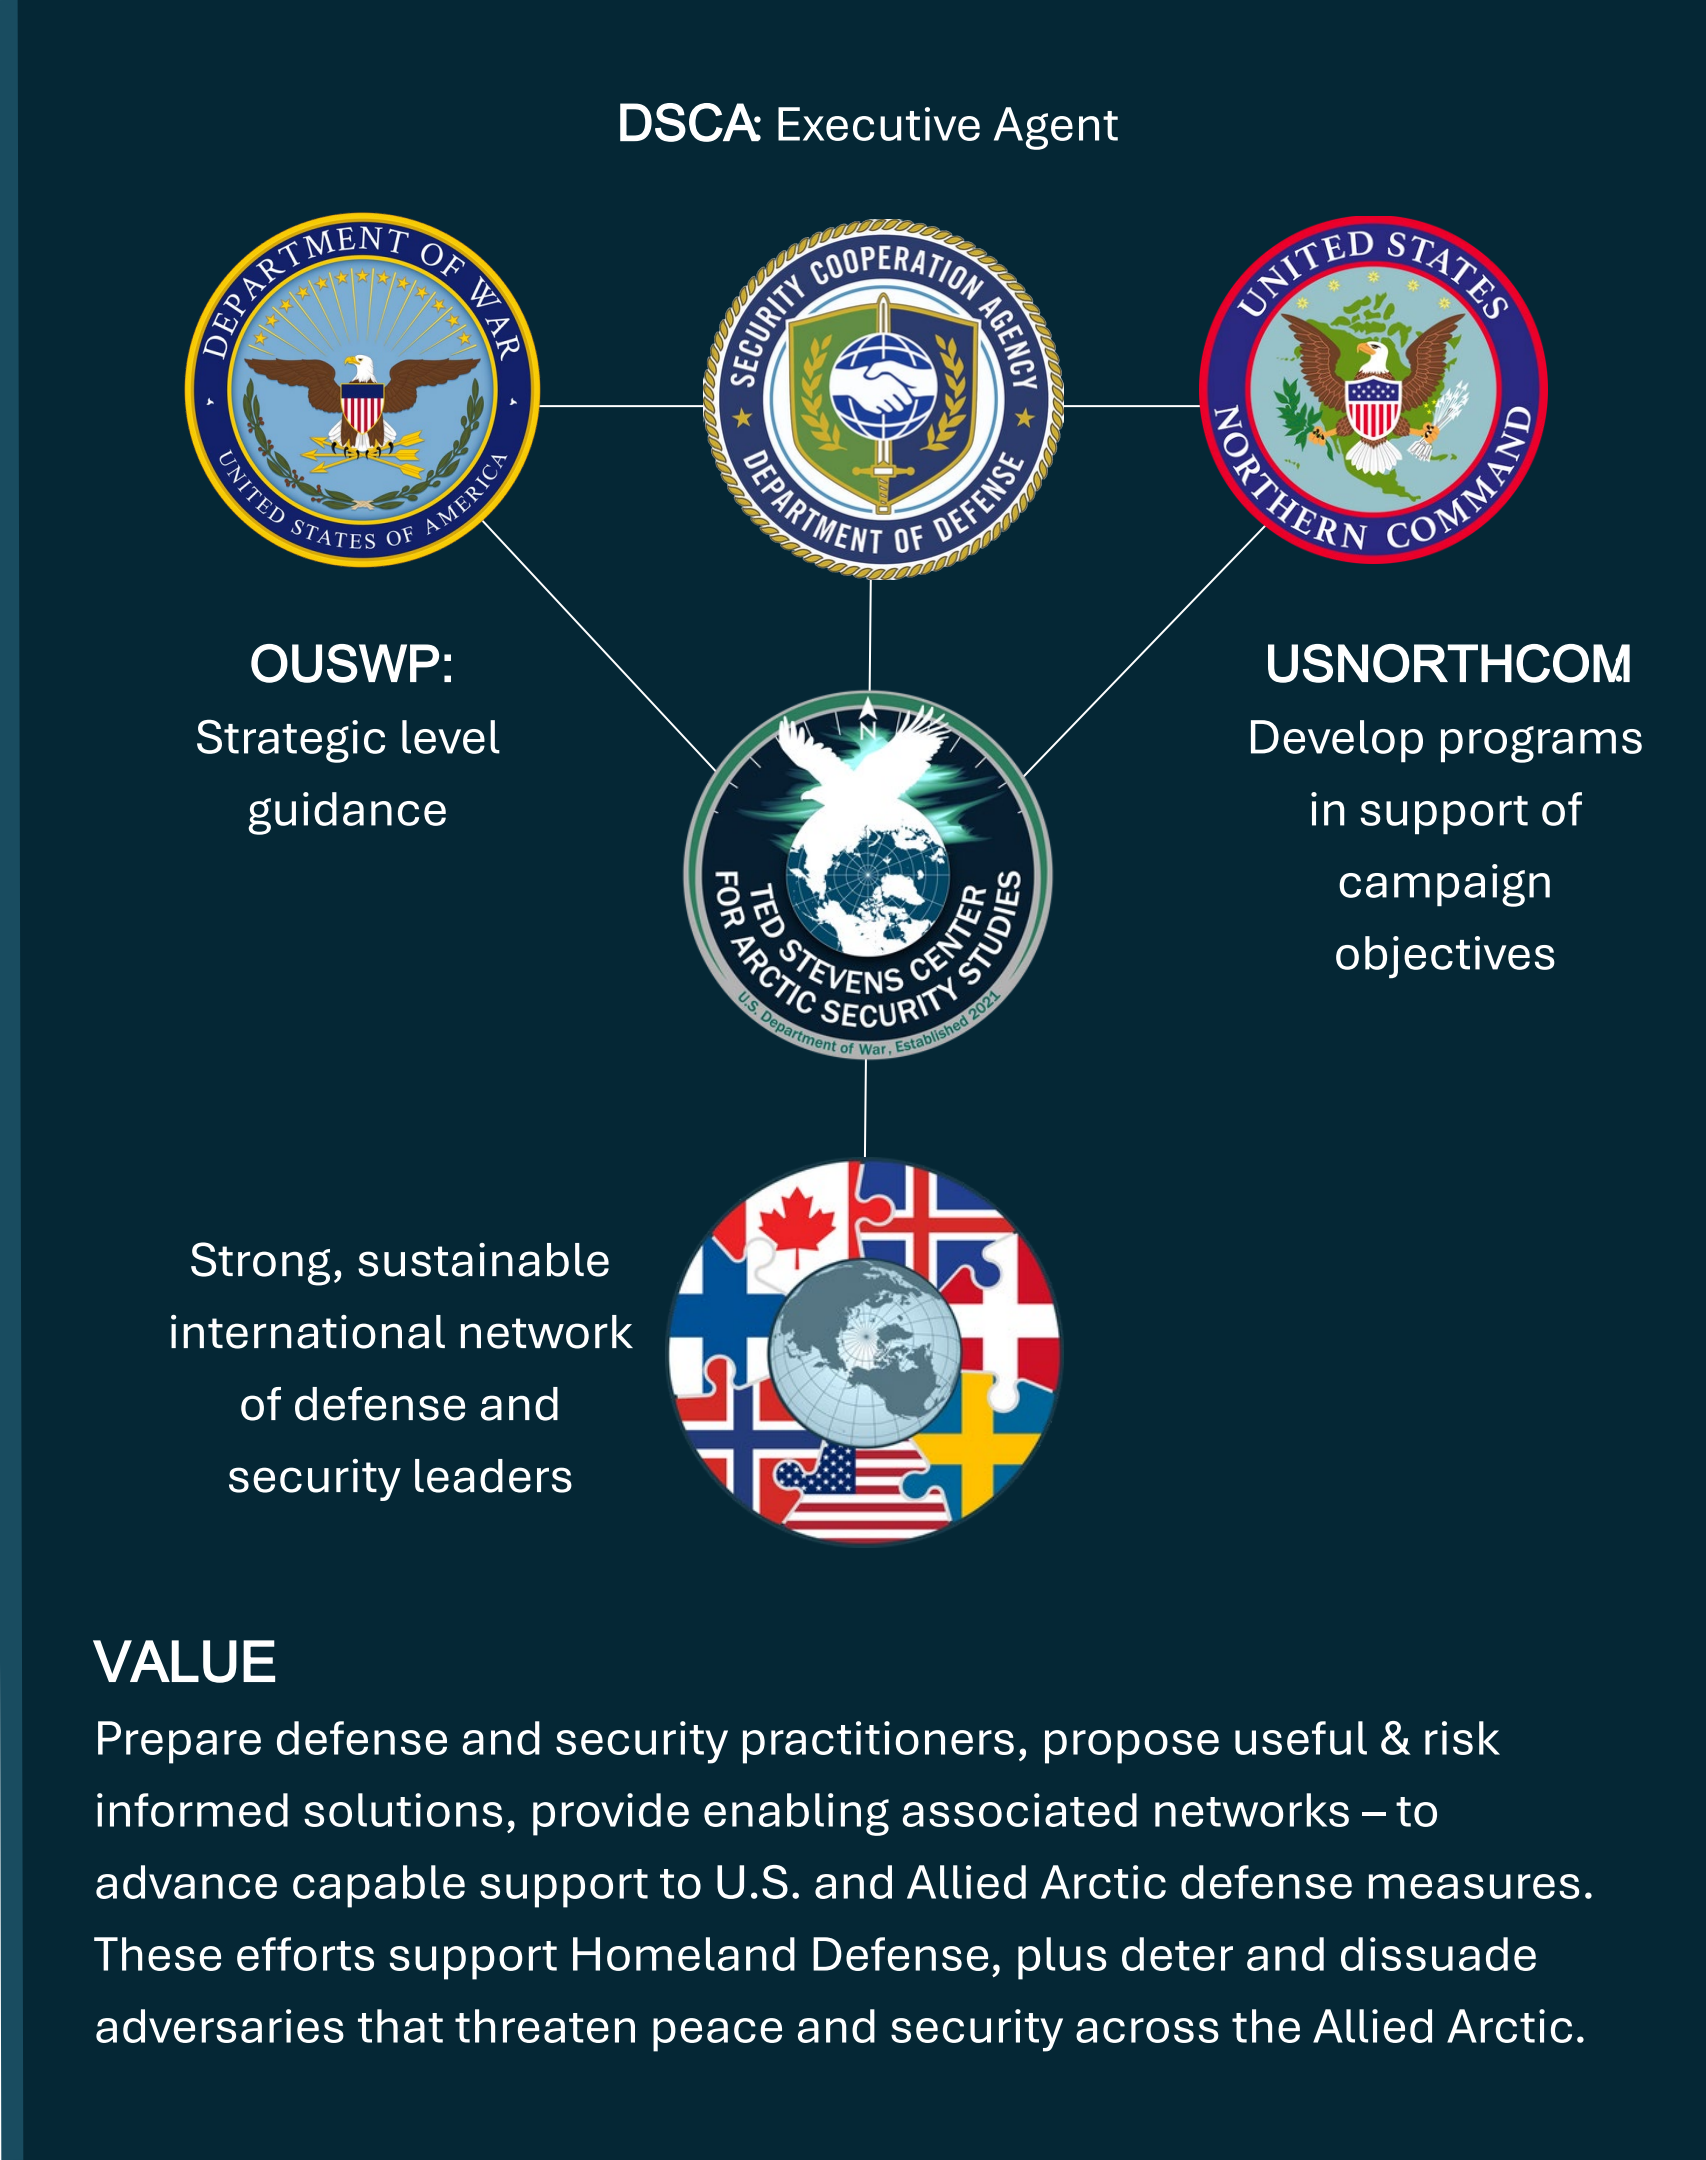 DSCA: Executive Agent
DEPARTMENT OF WAR
UNITED STATES OF AMERICA
SECURITY COOPERATION AGENCY
DEPARTMENT OF DEFENSE
UNITED STATES
NORTHERN COMMAND
OUSWP:
Strategic level
guidance
USNORTHCOM:
Develop programs
in support of
campaign
objectives
N
TED STEVENS CENTER
FOR ARCTIC SECURITY STUDIES
U.S. Department of War, Established 2021
Strong, sustainable
international network
of defense and
security leaders
VALUE
Prepare defense and security practitioners, propose useful & risk
informed solutions, provide enabling associated networks – to
advance capable support to U.S. and Allied Arctic defense measures.
These efforts support Homeland Defense, plus deter and dissuade
adversaries that threaten peace and security across the Allied Arctic.